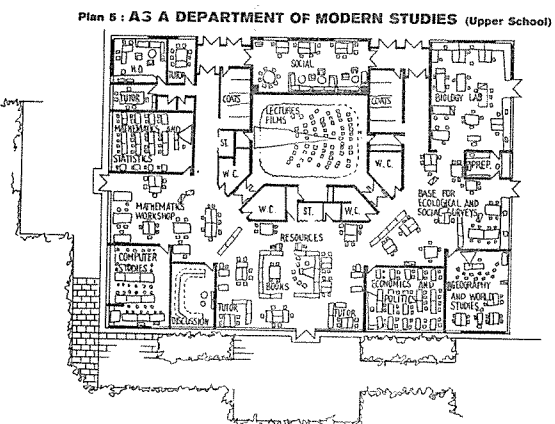 Plan 5 : AS A DEPARTMENT OF MODERN STUDIES (Upper School)
H.O.
TUTOR
SOCIAL
TUTOR
COATS
COATS
BIOLOGY LAB
LECTURES
FILMS
MATHEMATICS AND
STATISTICS
ST.
W.C.
W.C.
PREP.
MATHEMATICS
WORKSHOP
W.C.
ST.
W.C.
BASE FOR
ECOLOGICAL AND
SOCIAL SURVEYS
RESOURCES
COMPUTER
STUDIES
BOOKS
ECONOMICS AND
POLITICS
GEOGRAPHY
AND WORLD
STUDIES
DISCUSSION
TUTOR
TUTOR